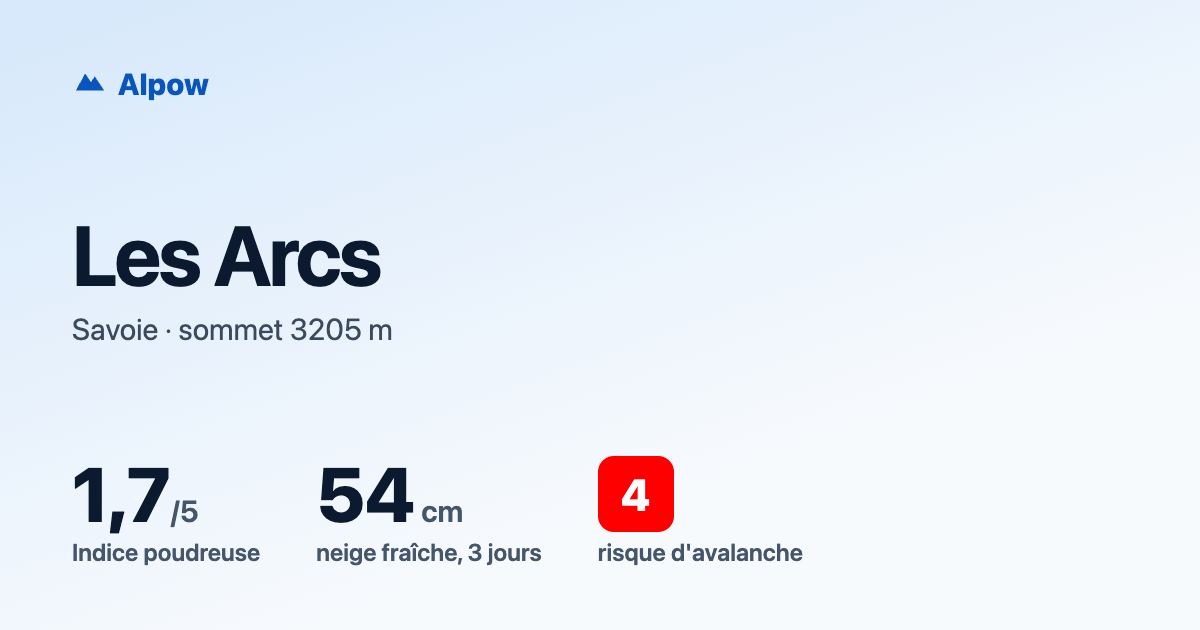 Alpow
Les Arcs
Savoie · sommet 3205 m
1,7/5
Indice poudreuse
54 cm
neige fraîche, 3 jours
4
risque d'avalanche